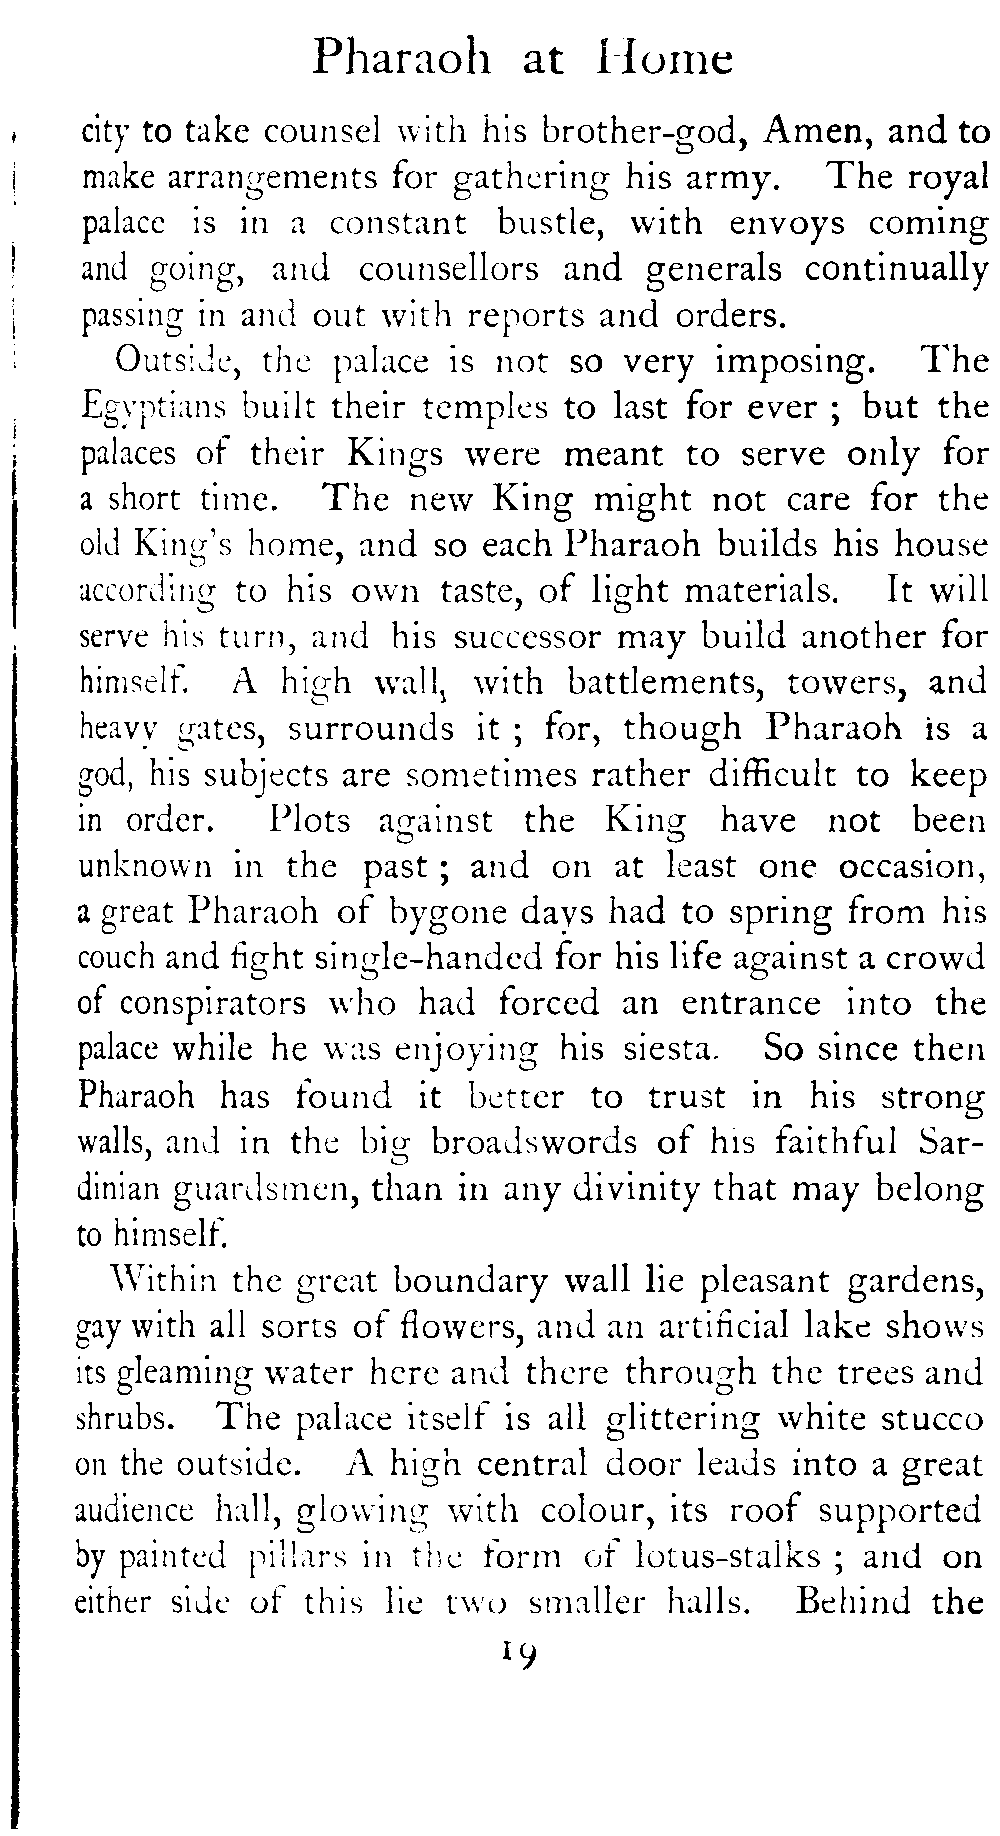 Pharaoh at Home
city to take counsel with his brother-god, Amen, and to
make arrangements for gathering his army. The royal
palace is in a constant bustle, with envoys coming
and going, and counsellors and generals continually
passing in and out with reports and orders.
Outside, the palace is not so very imposing. The
Egyptians built their temples to last for ever ; but the
palaces of their Kings were meant to serve only for
a short time. The new King might not care for the
old King's home, and so each Pharaoh builds his house
according to his own taste, of light materials. It will
serve his turn, and his successor may build another for
himself. A high wall, with battlements, towers, and
heavy gates, surrounds it ; for, though Pharaoh is a
god, his subjects are sometimes rather difficult to keep
in order. Plots against the King have not been
unknown in the past ; and on at least one occasion,
a great Pharaoh of bygone days had to spring from his
couch and fight single-handed for his life against a crowd
of conspirators who had forced an entrance into the
palace while he was enjoying his siesta. So since then
Pharaoh has found it better to trust in his strong
walls, and in the big broadswords of his faithful Sar-
dinian guardsmen, than in any divinity that may belong
to himself.
Within the great boundary wall lie pleasant gardens,
gay with all sorts of flowers, and an artificial lake shows
its gleaming water here and there through the trees and
shrubs. The palace itself is all glittering white stucco
on the outside. A high central door leads into a great
audience hall, glowing with colour, its roof supported
by painted pillars in the form of lotus-stalks ; and on
either side of this lie two smaller halls. Behind the
19